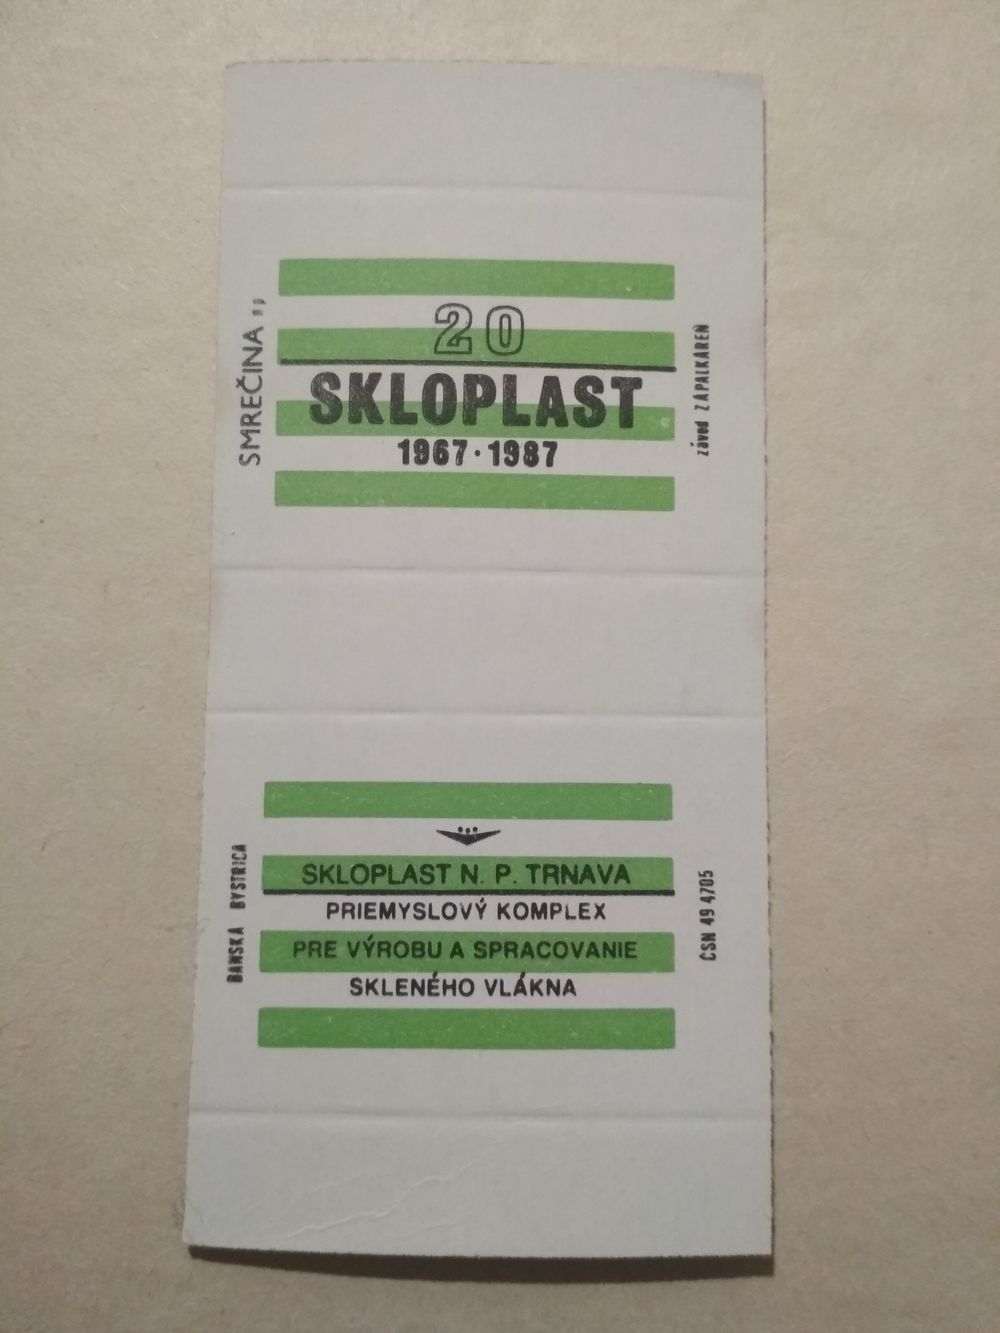 20
SKLOPLAST
1967·1987
SMREČINA n p
závod ZÁPALKÁREŇ
SKLOPLAST N. P. TRNAVA
PRIEMYSLOVÝ KOMPLEX
PRE VÝROBU A SPRACOVANIE
SKLENÉHO VLÁKNA
BANSKÁ BYSTRICA
ČSN 49 4705